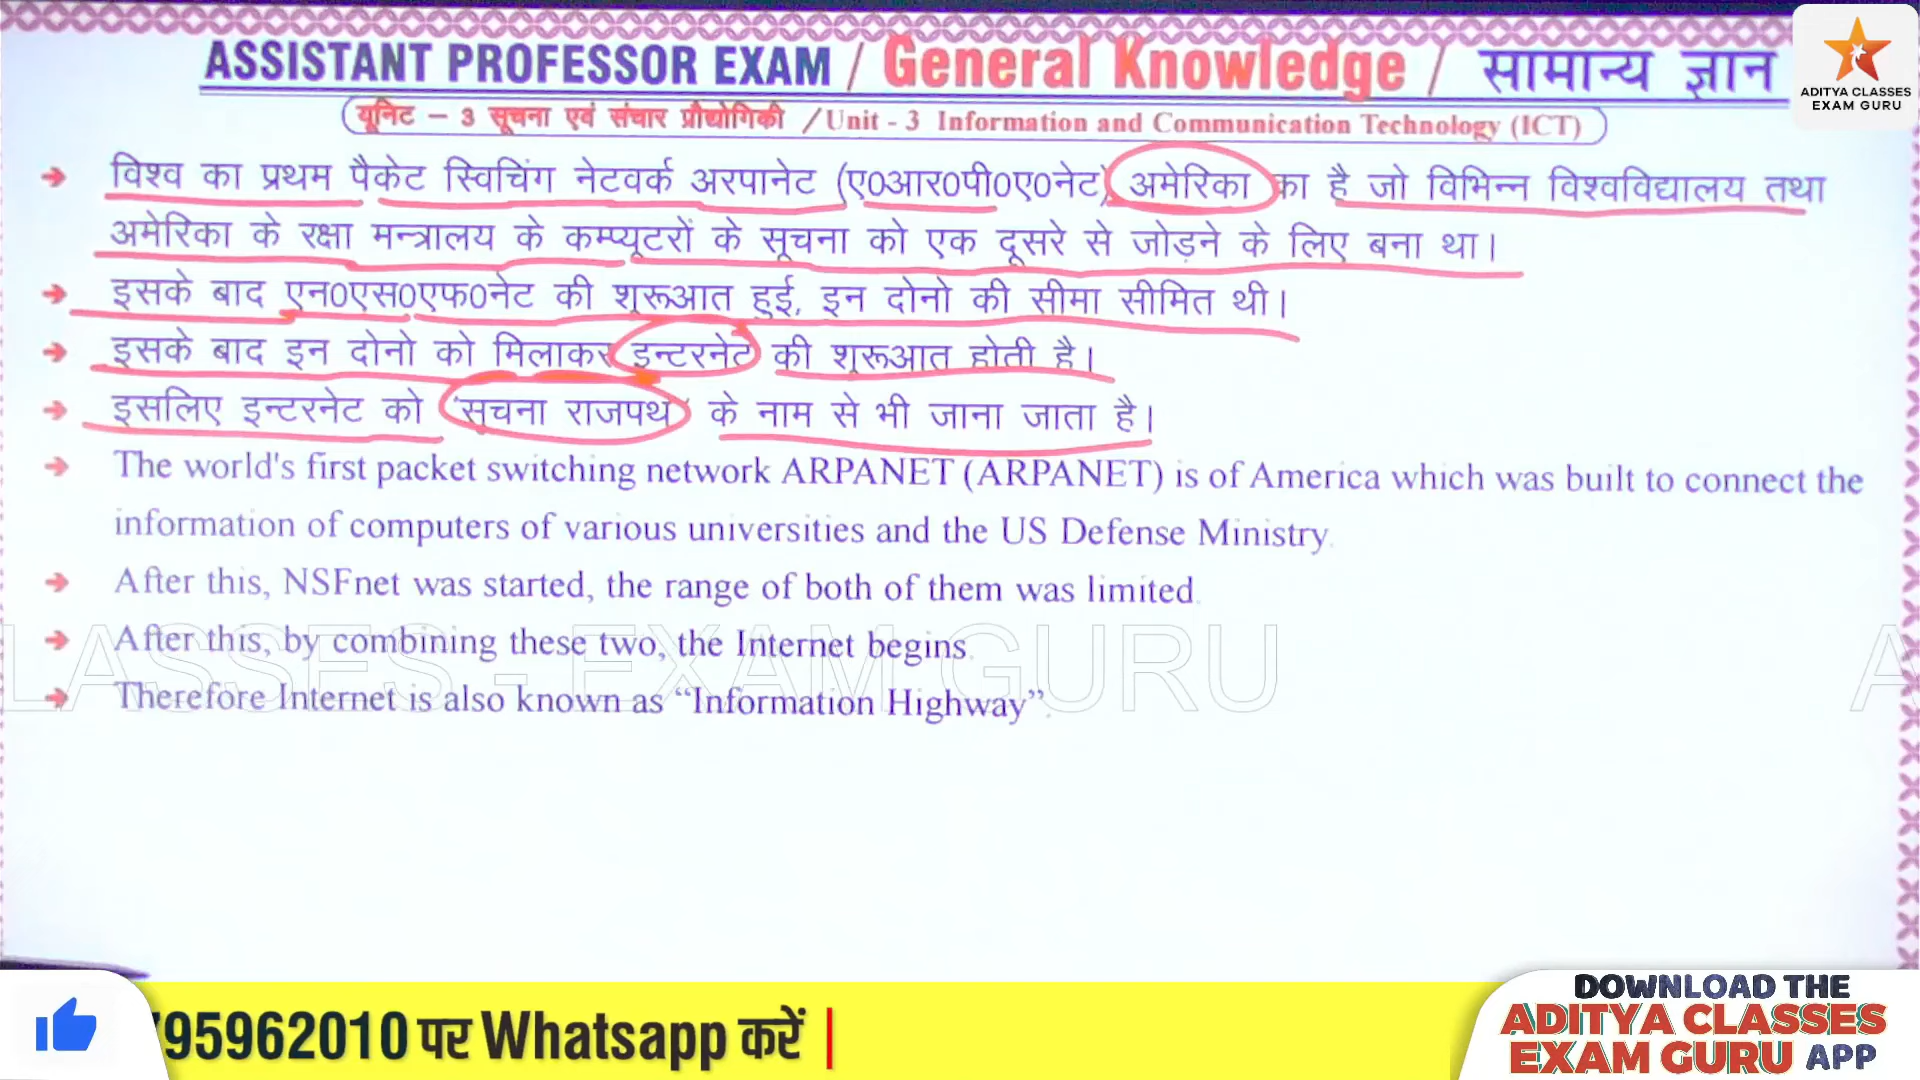 ASSISTANT PROFESSOR EXAM / General Knowledge / सामान्य ज्ञान
ADITYA CLASSES
EXAM GURU
यूनिट – 3 सूचना एवं संचार प्रौद्योगिकी / Unit - 3 Information and Communication Technology (ICT)
विश्व का प्रथम पैकेट स्विचिंग नेटवर्क अरपानेट (ए0आर0पी0ए0नेट) अमेरिका का है जो विभिन्न विश्वविद्यालय तथा
अमेरिका के रक्षा मन्त्रालय के कम्प्यूटरों के सूचना को एक दूसरे से जोड़ने के लिए बना था।
इसके बाद एन0एस0एफ0नेट की शुरूआत हुई, इन दोनो की सीमा सीमित थी।
इसके बाद इन दोनो को मिलाकर इन्टरनेट की शुरूआत होती है।
इसलिए इन्टरनेट को 'सूचना राजपथ' के नाम से भी जाना जाता है।
The world's first packet switching network ARPANET (ARPANET) is of America which was built to connect the
information of computers of various universities and the US Defense Ministry.
After this, NSFnet was started, the range of both of them was limited.
After this, by combining these two, the Internet begins.
Therefore Internet is also known as “Information Highway”.
LASSES - EXAM GURU A
95962010 पर Whatsapp करें |
DOWNLOAD THE
ADITYA CLASSES
EXAM GURU APP